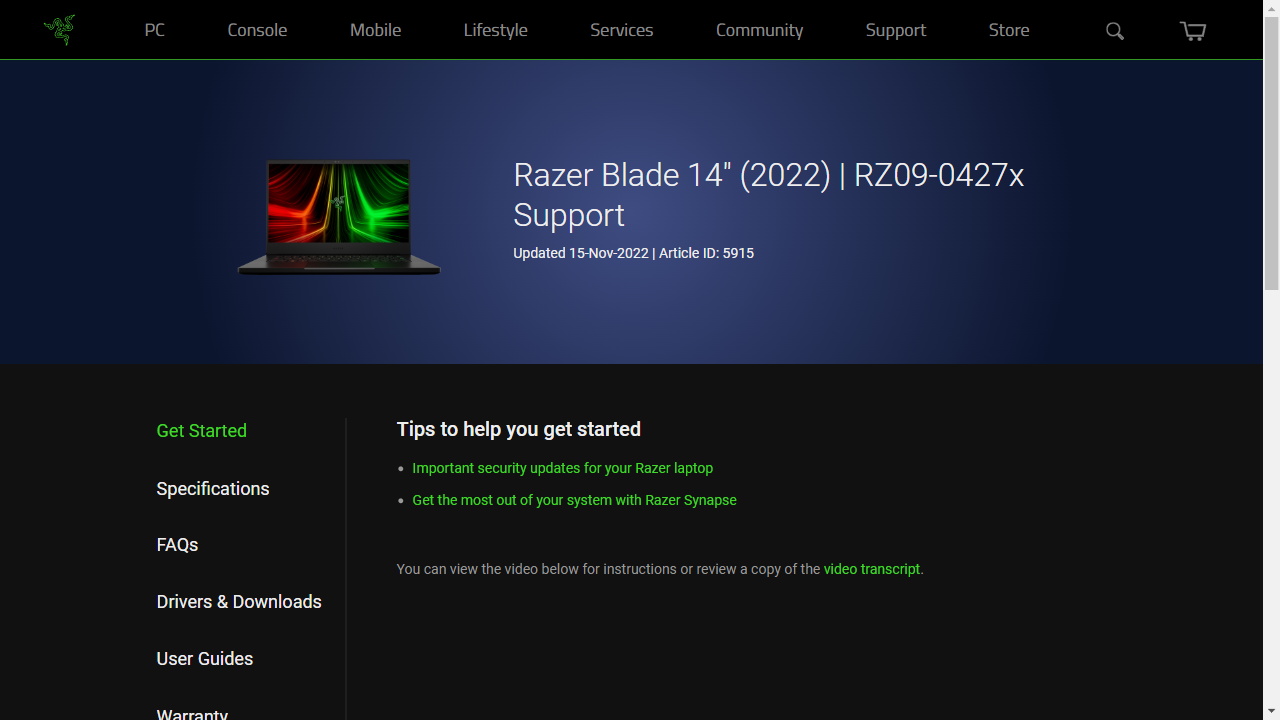 PC
Console
Mobile
Lifestyle
Services
Community
Support
Store
Razer Blade 14" (2022) | RZ09-0427x
Support
Updated 15-Nov-2022 | Article ID: 5915
Get Started
Specifications
FAQs
Drivers & Downloads
User Guides
Warranty
Tips to help you get started
Important security updates for your Razer laptop
Get the most out of your system with Razer Synapse
You can view the video below for instructions or review a copy of the video transcript.